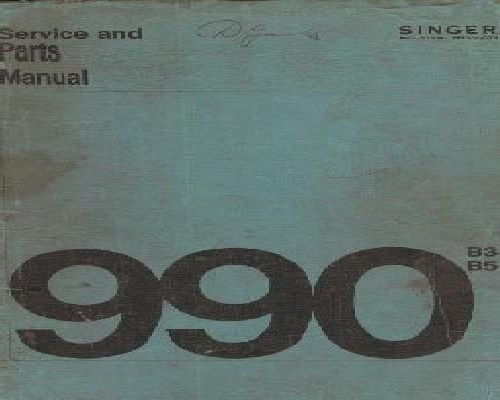 Service and
Parts
Manual
SINGER
990
B3
B5